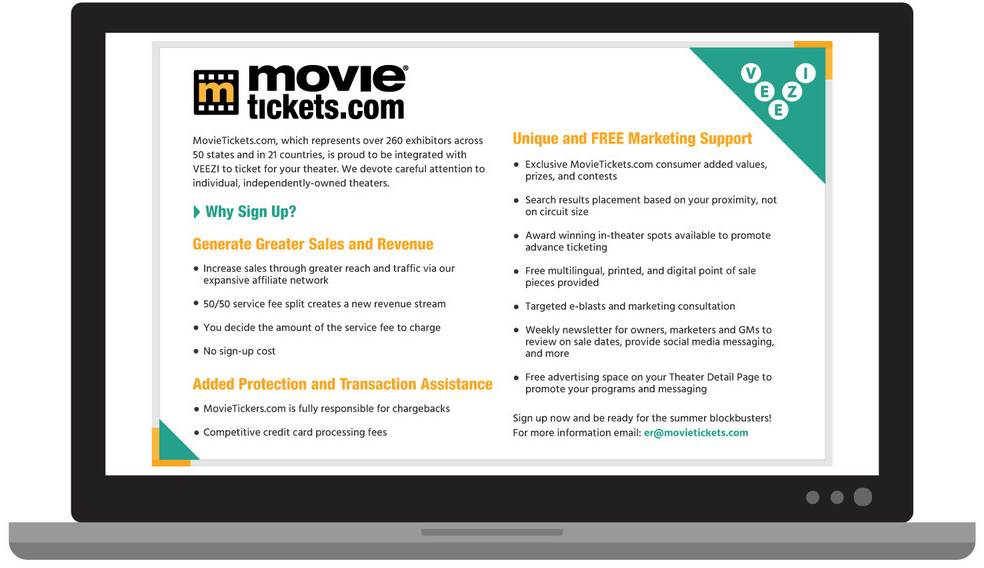 m movie®
tickets.com
V E E Z I
MovieTickets.com, which represents over 260 exhibitors across
50 states and in 21 countries, is proud to be integrated with
VEEZI to ticket for your theater. We devote careful attention to
individual, independently-owned theaters.
Why Sign Up?
Generate Greater Sales and Revenue
• Increase sales through greater reach and traffic via our
expansive affiliate network
• 50/50 service fee split creates a new revenue stream
• You decide the amount of the service fee to charge
• No sign-up cost
Added Protection and Transaction Assistance
• MovieTickers.com is fully responsible for chargebacks
• Competitive credit card processing fees
Unique and FREE Marketing Support
• Exclusive MovieTickets.com consumer added values,
prizes, and contests
• Search results placement based on your proximity, not
on circuit size
• Award winning in-theater spots available to promote
advance ticketing
• Free multilingual, printed, and digital point of sale
pieces provided
• Targeted e-blasts and marketing consultation
• Weekly newsletter for owners, marketers and GMs to
review on sale dates, provide social media messaging,
and more
• Free advertising space on your Theater Detail Page to
promote your programs and messaging
Sign up now and be ready for the summer blockbusters!
For more information email: er@movietickets.com